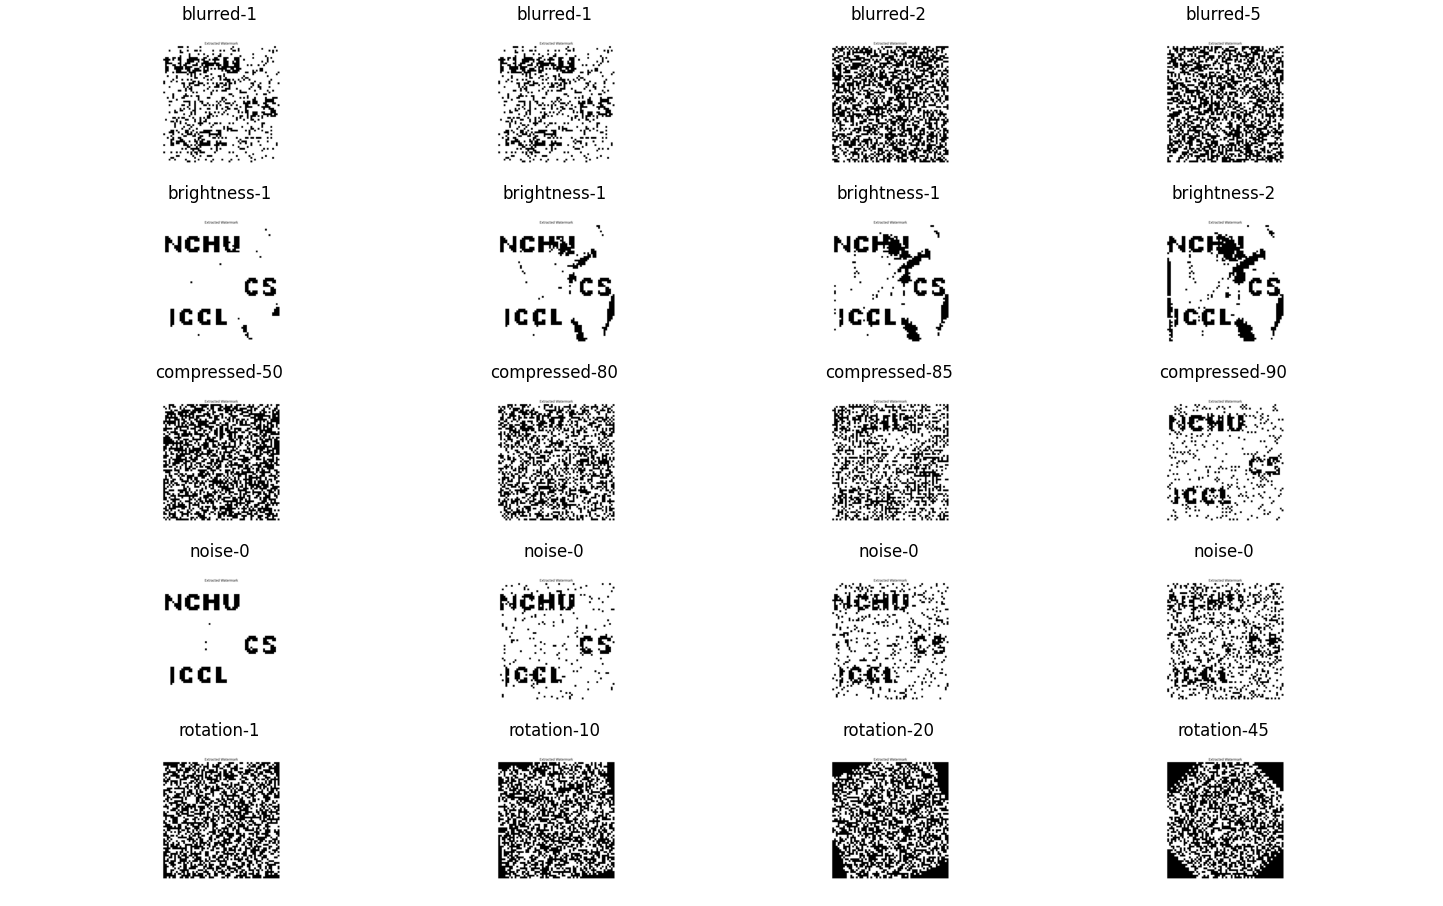 blurred-1 blurred-1 blurred-2 blurred-5
Extracted Watermark Extracted Watermark Extracted Watermark Extracted Watermark
NCHU NCHU
CS CS
brightness-1 brightness-1 brightness-1 brightness-2
Extracted Watermark Extracted Watermark Extracted Watermark Extracted Watermark
NCHU NCHU NCHU NCHU
CS CS CS CS
ICCL ICCL ICCL ICCL
compressed-50 compressed-80 compressed-85 compressed-90
Extracted Watermark Extracted Watermark Extracted Watermark Extracted Watermark
NCHU NCHU
CS
ICCL
noise-0 noise-0 noise-0 noise-0
Extracted Watermark Extracted Watermark Extracted Watermark Extracted Watermark
NCHU NCHU NCHU NCHU
CS CS CS CS
ICCL ICCL ICCL ICCL
rotation-1 rotation-10 rotation-20 rotation-45
Extracted Watermark Extracted Watermark Extracted Watermark Extracted Watermark